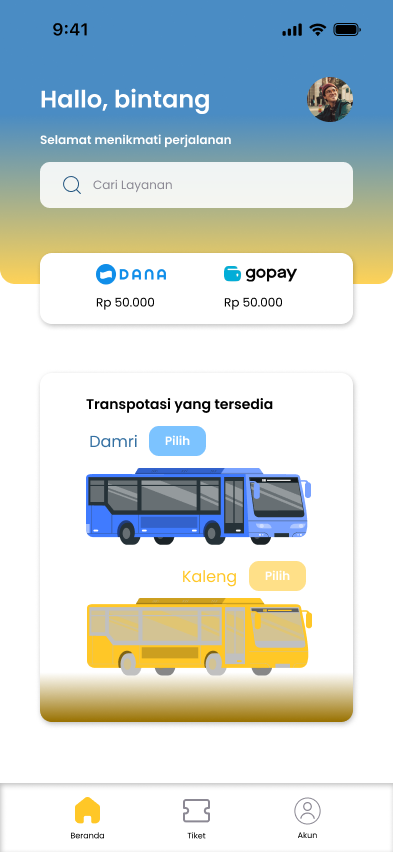 9:41
Hallo, bintang
Selamat menikmati perjalanan
Cari Layanan
DANA gopay
Rp 50.000 Rp 50.000
Transpotasi yang tersedia
Damri Pilih
Kaleng Pilih
Beranda Tiket Akun